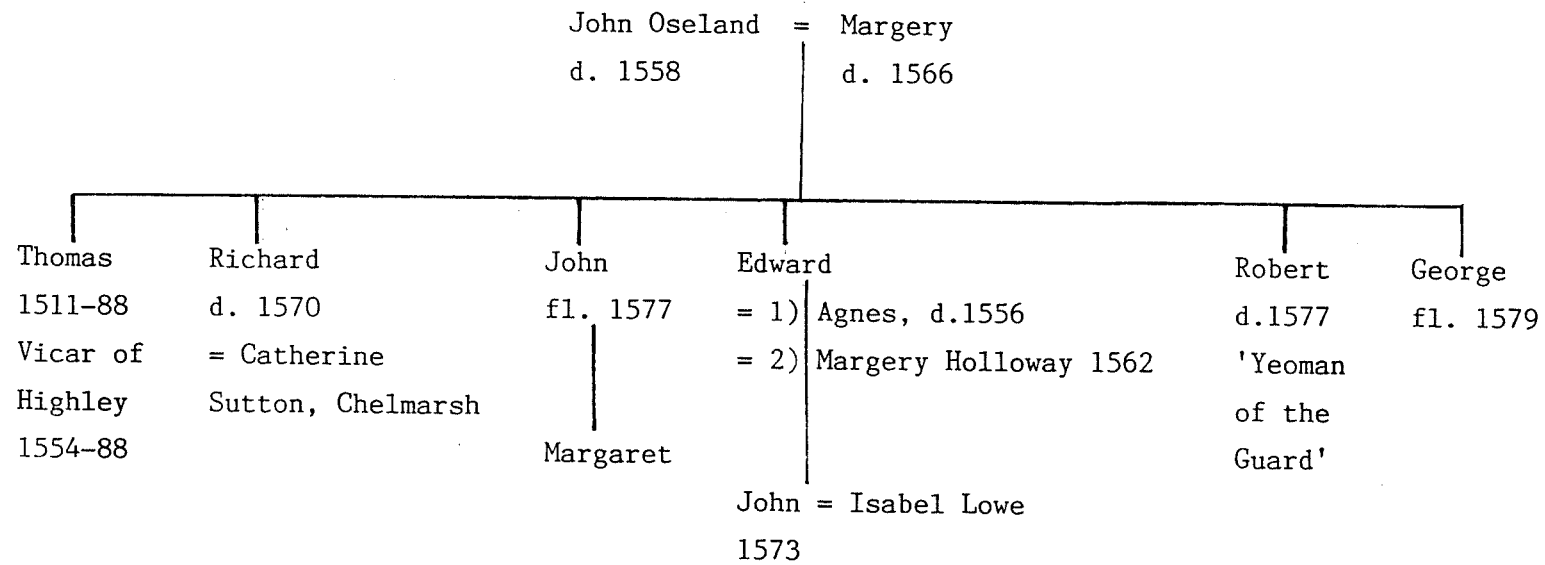 John Oseland = Margery
d. 1558 d. 1566
Thomas Richard John Edward Robert George
1511-88 d. 1570 fl. 1577 = 1) Agnes, d.1556 d.1577 fl. 1579
Vicar of = Catherine = 2) Margery Holloway 1562 'Yeoman
Highley Sutton, Chelmarsh of the
1554-88 Margaret Guard'
John = Isabel Lowe
1573